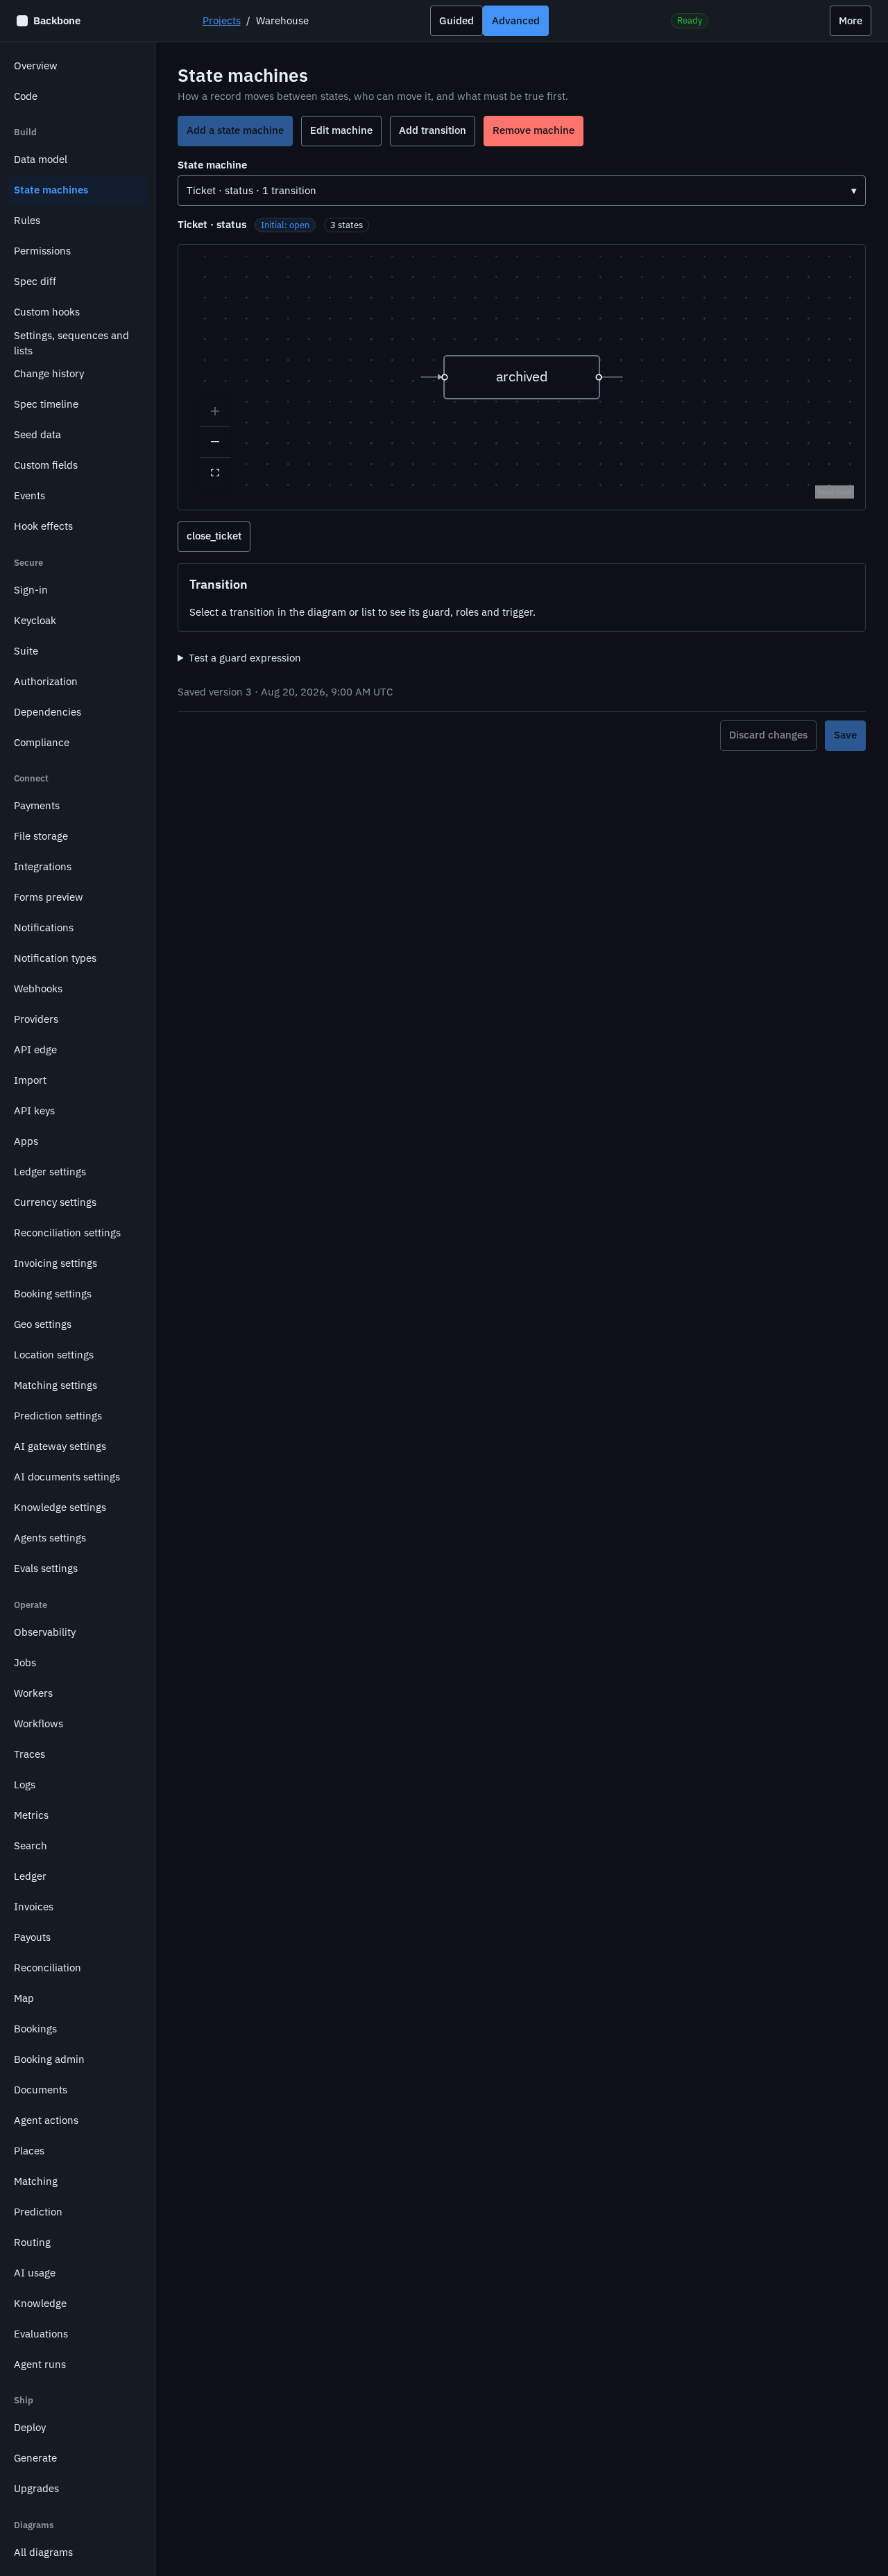 Backbone
Projects / Warehouse
Guided
Advanced
Ready
More
Overview
Code
Build
Data model
State machines
Rules
Permissions
Spec diff
Custom hooks
Settings, sequences and
lists
Change history
Spec timeline
Seed data
Custom fields
Events
Hook effects
Secure
Sign-in
Keycloak
Suite
Authorization
Dependencies
Compliance
Connect
Payments
File storage
Integrations
Forms preview
Notifications
Notification types
Webhooks
Providers
API edge
Import
API keys
Apps
Ledger settings
Currency settings
Reconciliation settings
Invoicing settings
Booking settings
Geo settings
Location settings
Matching settings
Prediction settings
AI gateway settings
AI documents settings
Knowledge settings
Agents settings
Evals settings
Operate
Observability
Jobs
Workers
Workflows
Traces
Logs
Metrics
Search
Ledger
Invoices
Payouts
Reconciliation
Map
Bookings
Booking admin
Documents
Agent actions
Places
Matching
Prediction
Routing
AI usage
Knowledge
Evaluations
Agent runs
Ship
Deploy
Generate
Upgrades
Diagrams
All diagrams
State machines
How a record moves between states, who can move it, and what must be true first.
Add a state machine
Edit machine
Add transition
Remove machine
State machine
Ticket · status · 1 transition
Ticket · status
Initial: open
3 states
archived
close_ticket
Transition
Select a transition in the diagram or list to see its guard, roles and trigger.
Test a guard expression
Saved version 3 · Aug 20, 2026, 9:00 AM UTC
Discard changes
Save